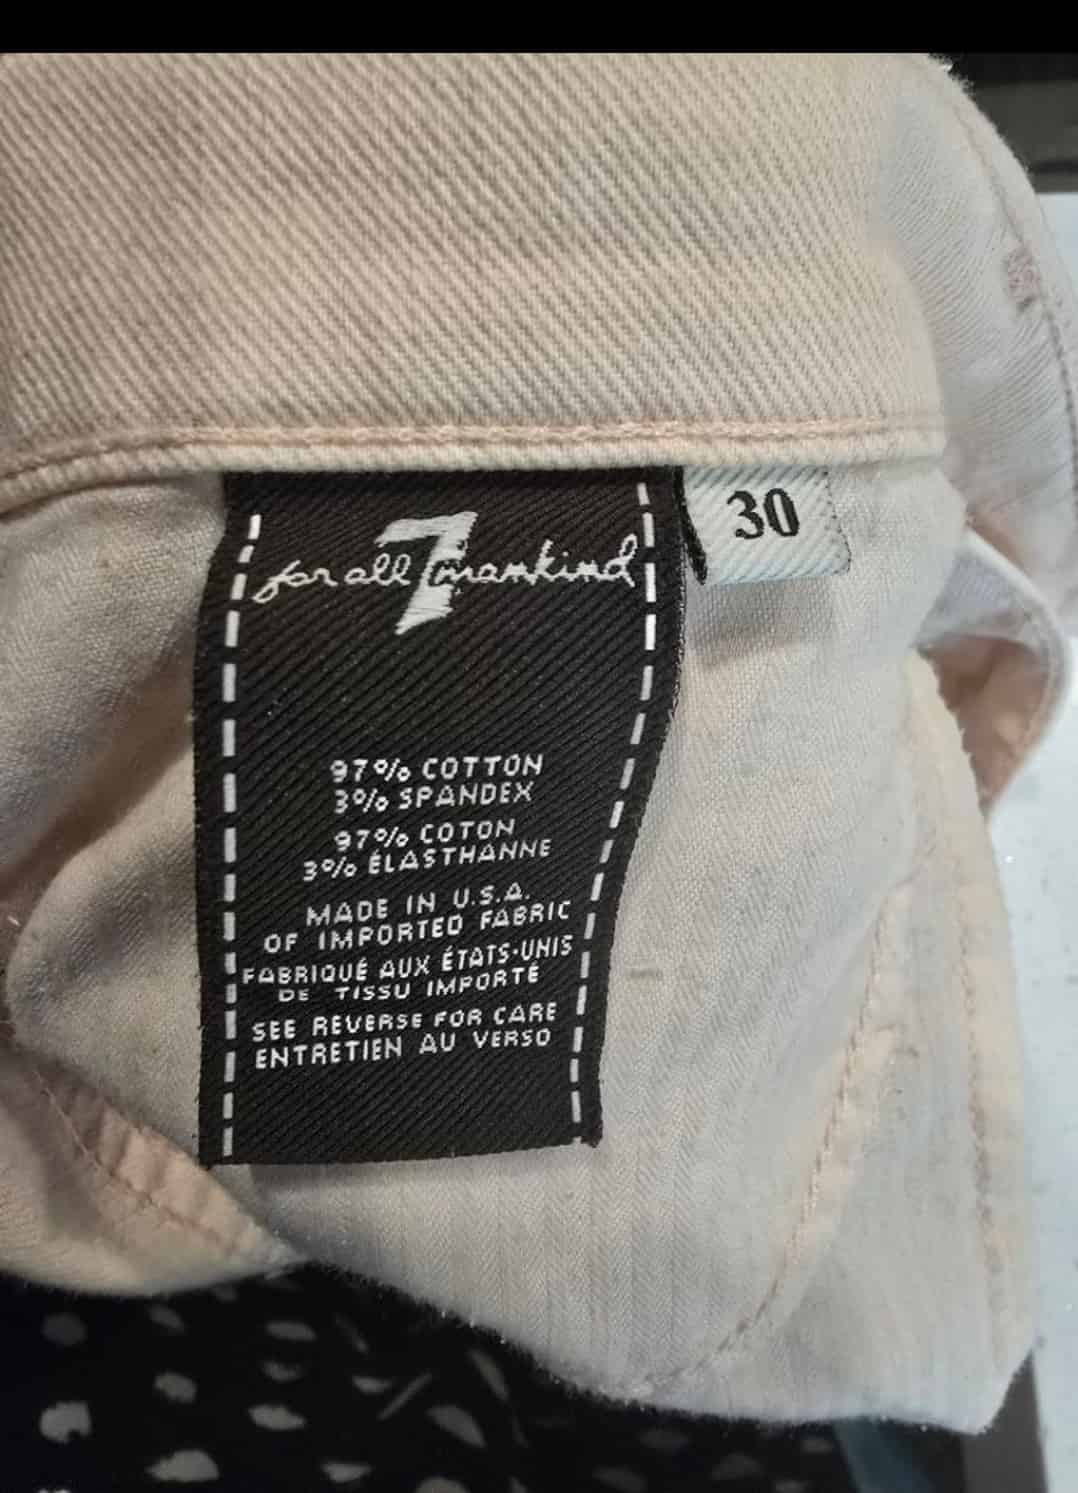 7
for all mankind
30
97% COTTON
3% SPANDEX
97% COTON
3% ÉLASTHANNE
MADE IN U.S.A.
OF IMPORTED FABRIC
FABRIQUÉ AUX ÉTATS-UNIS
DE TISSU IMPORTÉ
SEE REVERSE FOR CARE
ENTRETIEN AU VERSO